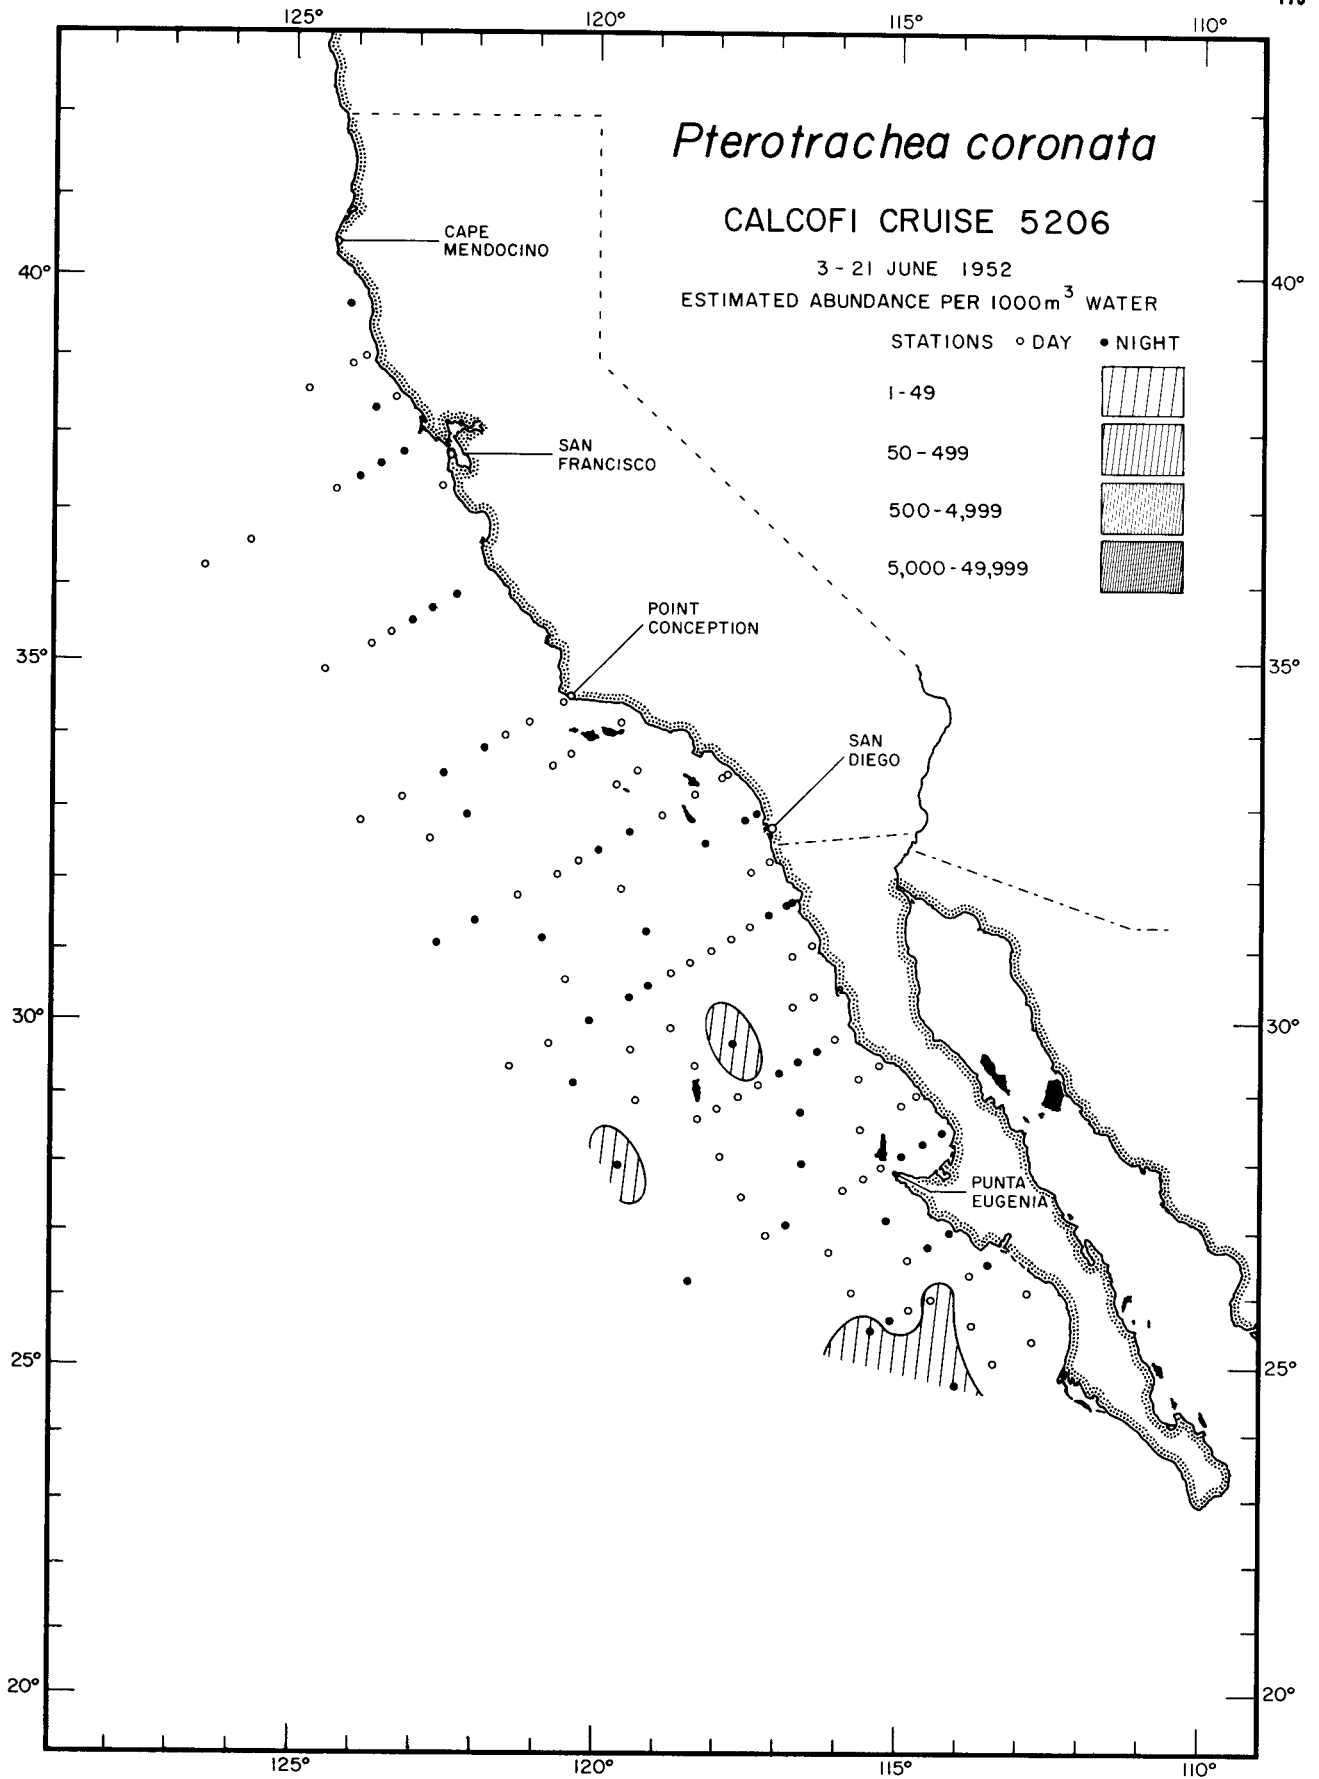 125° 120° 115° 110°
Pterotrachea coronata
CALCOFI CRUISE 5206
3-21 JUNE 1952
ESTIMATED ABUNDANCE PER 1000m³ WATER
STATIONS ○ DAY ● NIGHT
1-49
50-499
500-4,999
5,000-49,999
CAPE
MENDOCINO
40° 40°
SAN
FRANCISCO
POINT
CONCEPTION
35° 35°
SAN
DIEGO
30° 30°
PUNTA
EUGENIA
25° 25°
20° 20°
125° 120° 115° 110°